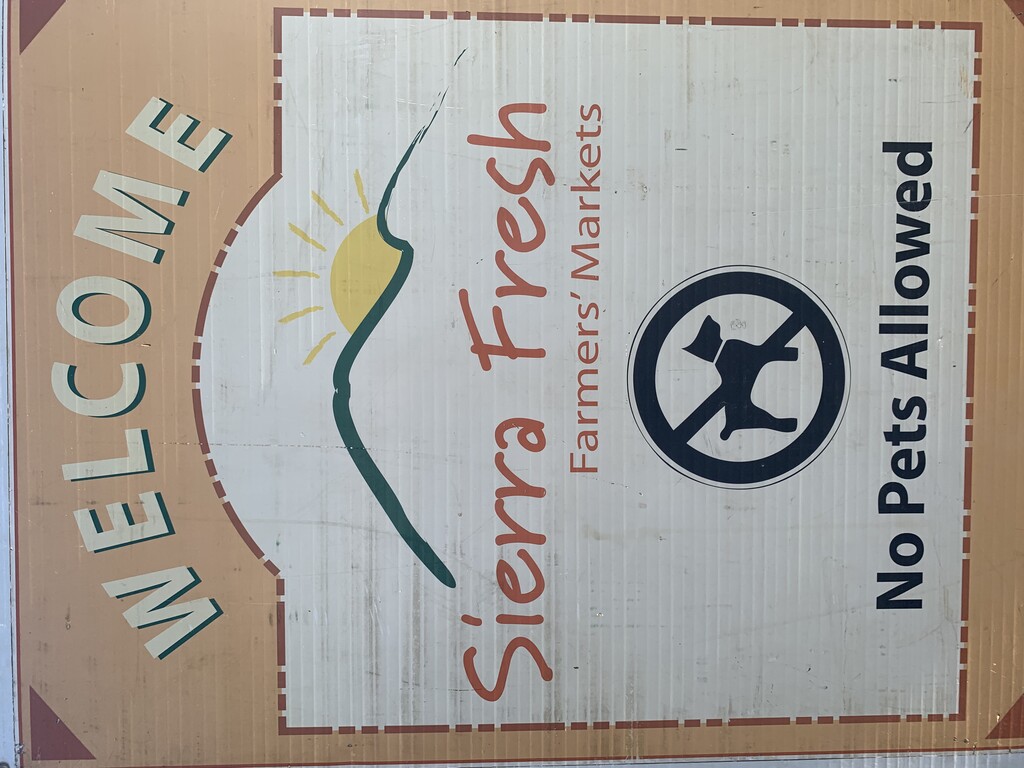 WELCOME
Sierra Fresh
Farmers' Markets
No Pets Allowed